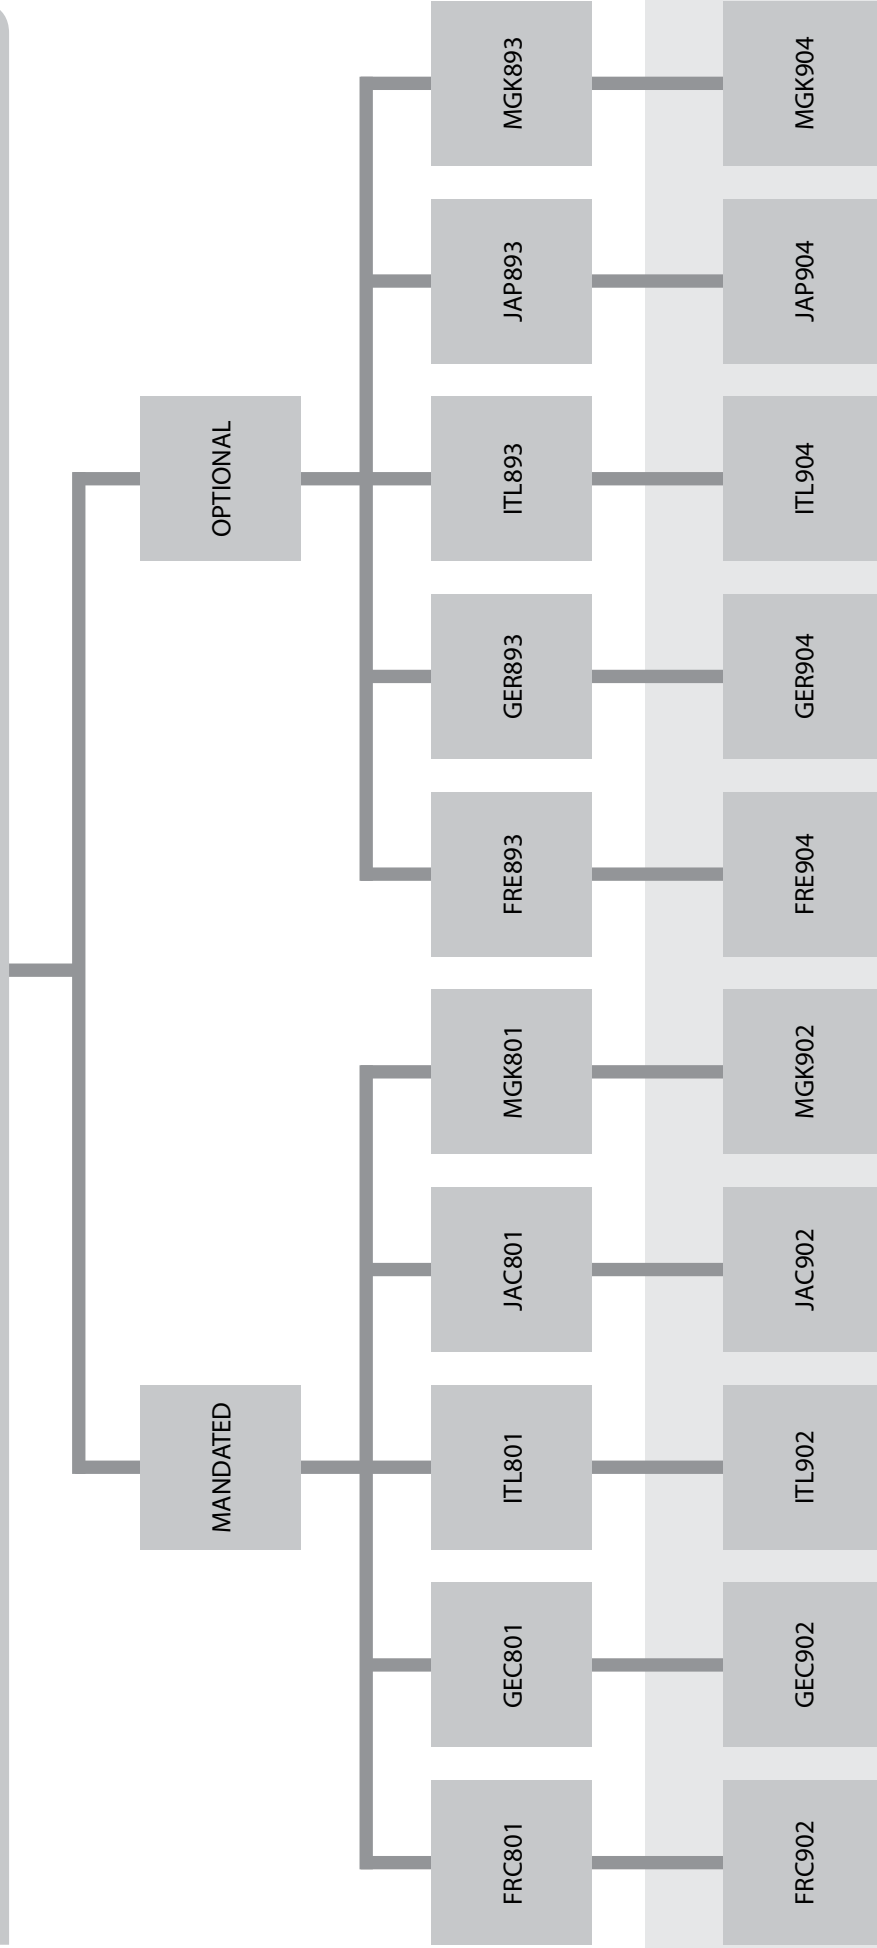 MANDATED
OPTIONAL
FRC801
GEC801
ITL801
JAC801
MGK801
FRE893
GER893
ITL893
JAP893
MGK893
FRC902
GEC902
ITL902
JAC902
MGK902
FRE904
GER904
ITL904
JAP904
MGK904